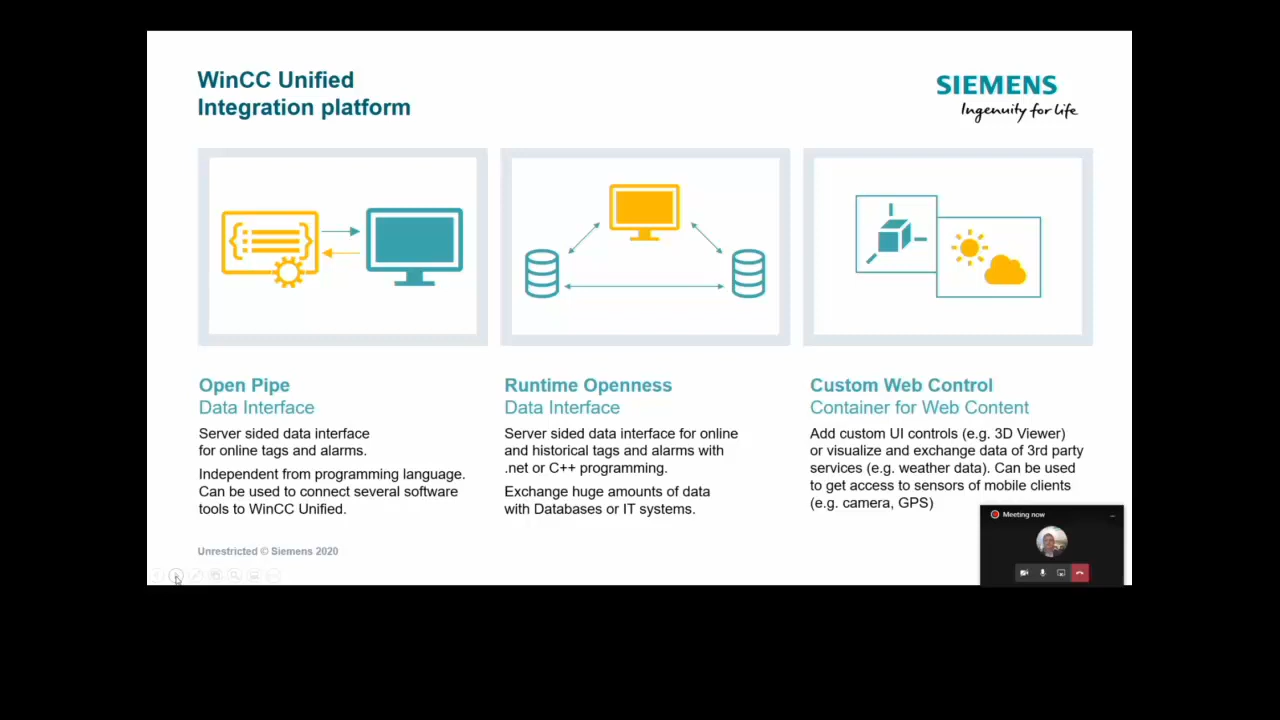 WinCC Unified
Integration platform
SIEMENS
Ingenuity for life
Open Pipe
Data Interface
Server sided data interface
for online tags and alarms.
Independent from programming language.
Can be used to connect several software
tools to WinCC Unified.
Runtime Openness
Data Interface
Server sided data interface for online
and historical tags and alarms with
.net or C++ programming.
Exchange huge amounts of data
with Databases or IT systems.
Custom Web Control
Container for Web Content
Add custom UI controls (e.g. 3D Viewer)
or visualize and exchange data of 3rd party
services (e.g. weather data). Can be used
to get access to sensors of mobile clients
(e.g. camera, GPS)
Meeting now
Unrestricted © Siemens 2020